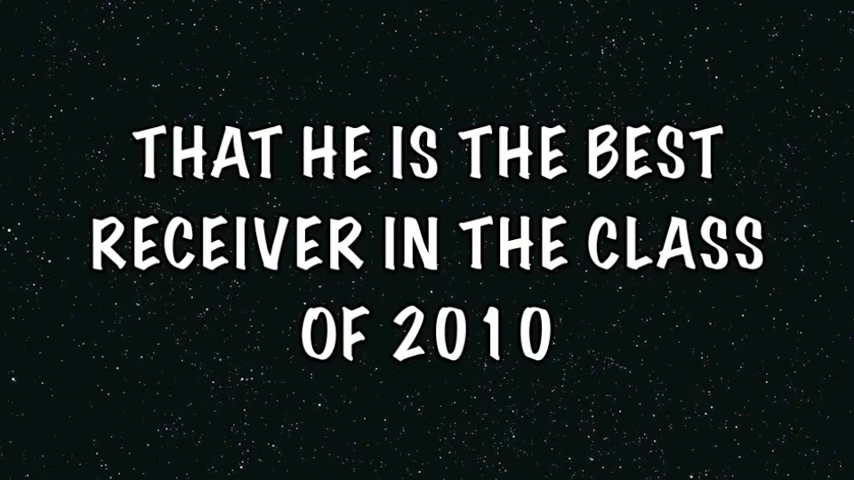 THAT HE IS THE BEST
RECEIVER IN THE CLASS
OF 2010